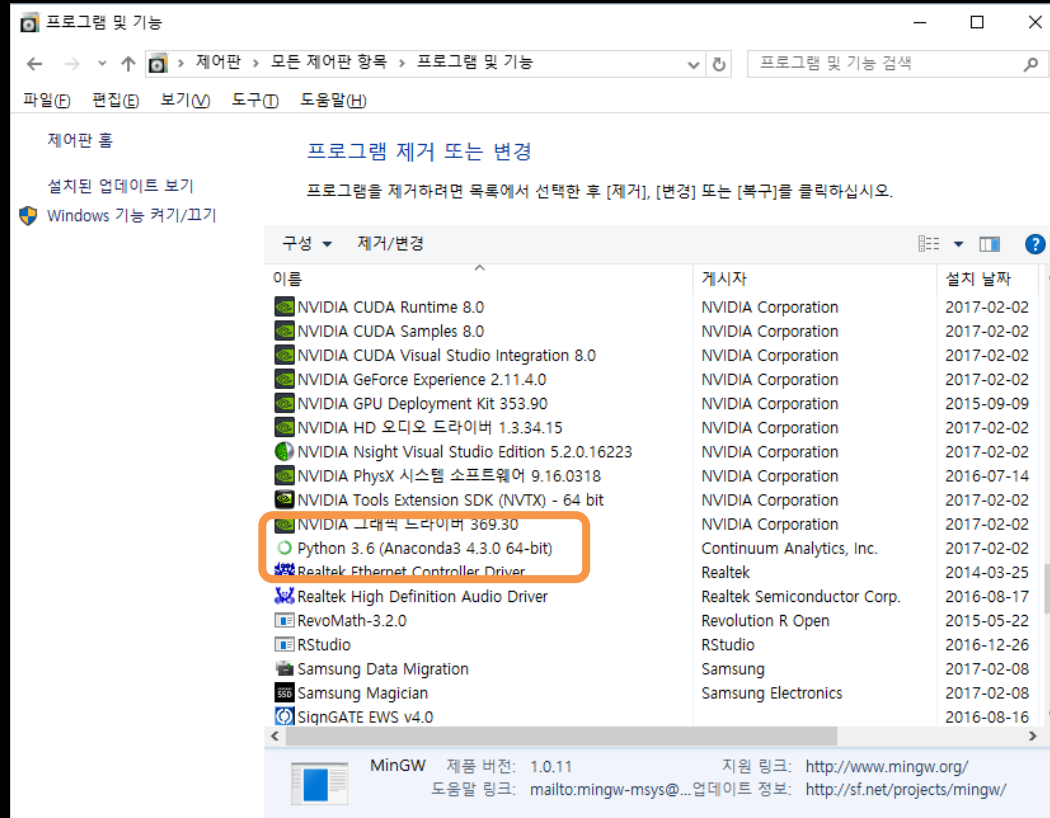 프로그램 및 기능
제어판 › 모든 제어판 항목 › 프로그램 및 기능
프로그램 및 기능 검색
파일(F) 편집(E) 보기(V) 도구(T) 도움말(H)
제어판 홈
설치된 업데이트 보기
Windows 기능 켜기/끄기
프로그램 제거 또는 변경
프로그램을 제거하려면 목록에서 선택한 후 [제거], [변경] 또는 [복구]를 클릭하십시오.
구성 제거/변경
이름 게시자 설치 날짜
NVIDIA CUDA Runtime 8.0 NVIDIA Corporation 2017-02-02
NVIDIA CUDA Samples 8.0 NVIDIA Corporation 2017-02-02
NVIDIA CUDA Visual Studio Integration 8.0 NVIDIA Corporation 2017-02-02
NVIDIA GeForce Experience 2.11.4.0 NVIDIA Corporation 2017-02-02
NVIDIA GPU Deployment Kit 353.90 NVIDIA Corporation 2015-09-09
NVIDIA HD 오디오 드라이버 1.3.34.15 NVIDIA Corporation 2017-02-02
NVIDIA Nsight Visual Studio Edition 5.2.0.16223 NVIDIA Corporation 2017-02-02
NVIDIA PhysX 시스템 소프트웨어 9.16.0318 NVIDIA Corporation 2016-07-14
NVIDIA Tools Extension SDK (NVTX) - 64 bit NVIDIA Corporation 2017-02-02
NVIDIA 그래픽 드라이버 369.30 NVIDIA Corporation 2017-02-02
Python 3.6 (Anaconda3 4.3.0 64-bit) Continuum Analytics, Inc. 2017-02-02
Realtek Ethernet Controller Driver Realtek 2014-03-25
Realtek High Definition Audio Driver Realtek Semiconductor Corp. 2016-08-17
RevoMath-3.2.0 Revolution R Open 2015-05-22
RStudio RStudio 2016-12-26
Samsung Data Migration Samsung 2017-02-08
SSD Samsung Magician Samsung Electronics 2017-02-08
SignGATE EWS v4.0 2016-08-16
MinGW 제품 버전: 1.0.11 지원 링크: http://www.mingw.org/
도움말 링크: mailto:mingw-msys@... 업데이트 정보: http://sf.net/projects/mingw/